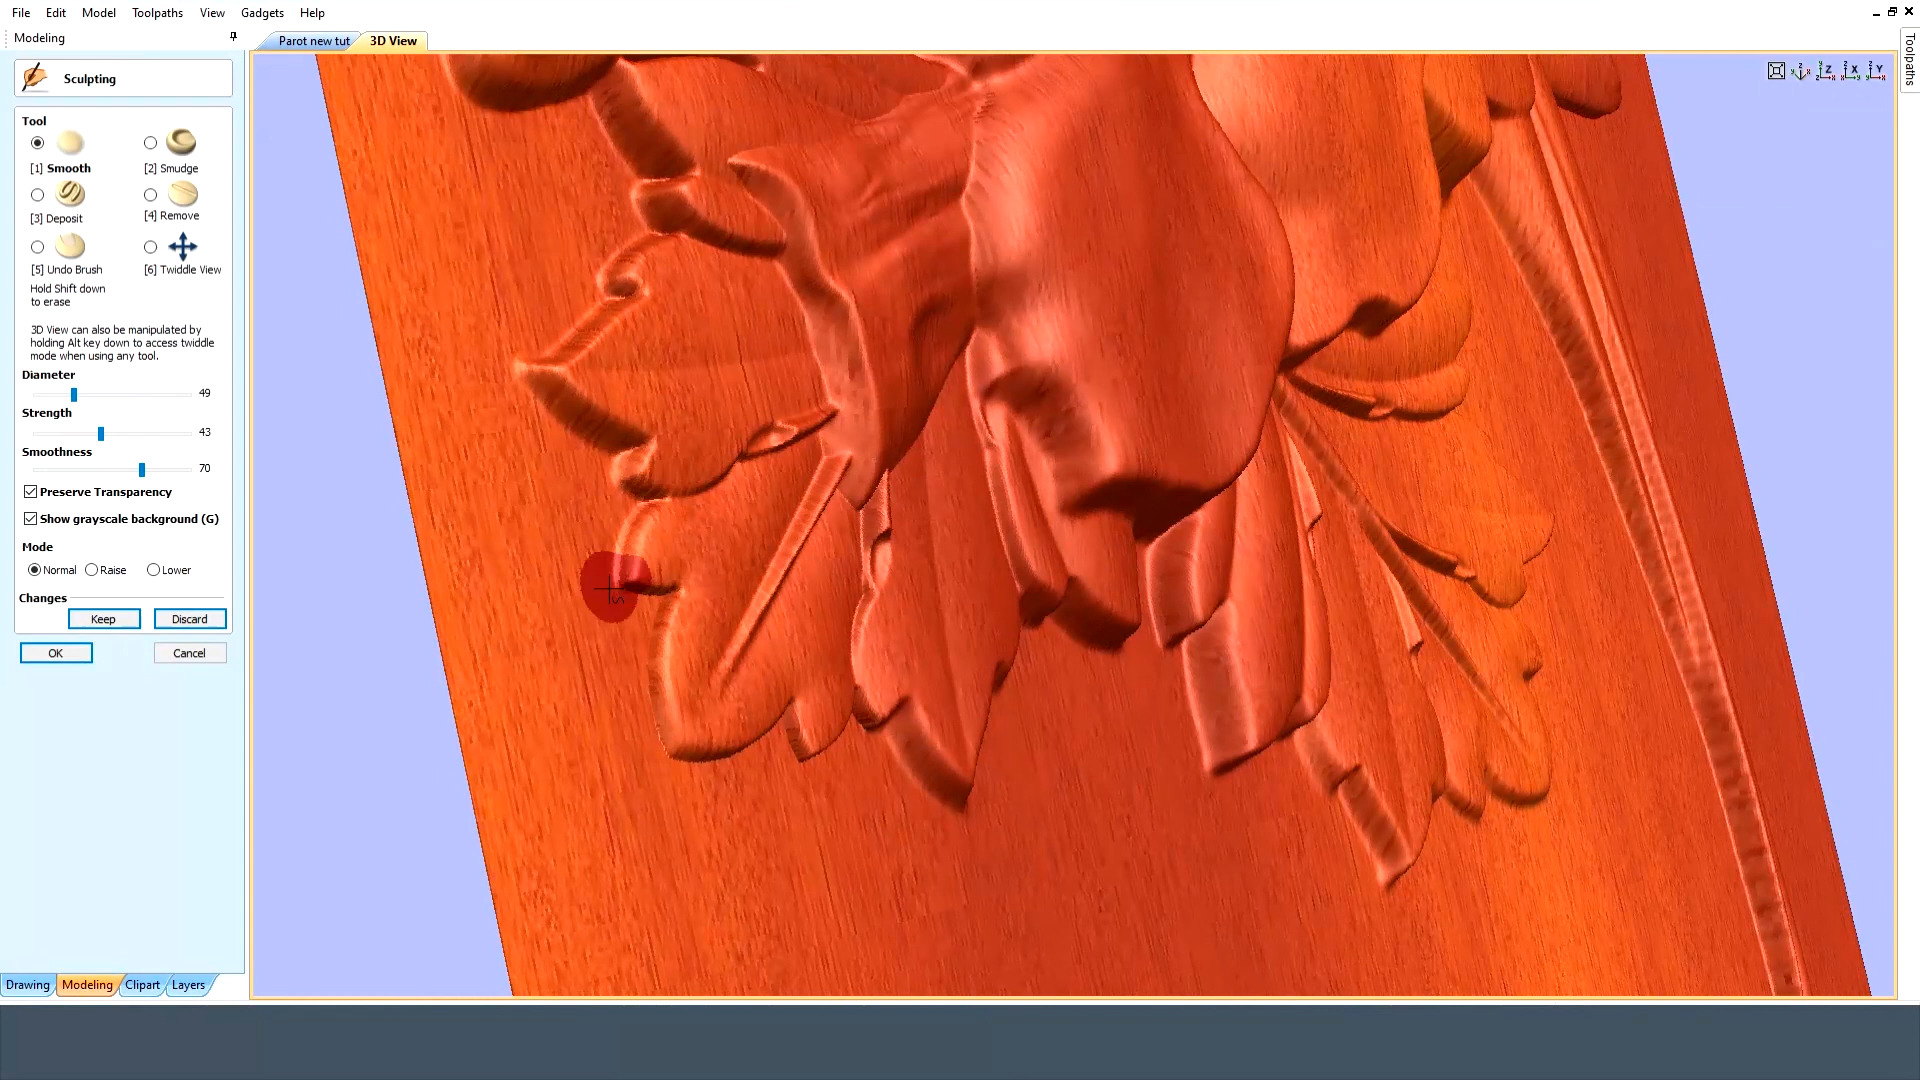 File Edit Model Toolpaths View Gadgets Help
Modeling
Parot new tut 3D View
Toolpaths
Z X Y
Sculpting
Tool
[1] Smooth [2] Smudge
[3] Deposit [4] Remove
[5] Undo Brush [6] Twiddle View
Hold Shift down
to erase
3D View can also be manipulated by
holding Alt key down to access twiddle
mode when using any tool.
Diameter
49
Strength
43
Smoothness
70
Preserve Transparency
Show grayscale background (G)
Mode
Normal Raise Lower
Changes
Keep Discard
OK Cancel
S
Drawing Modeling Clipart Layers